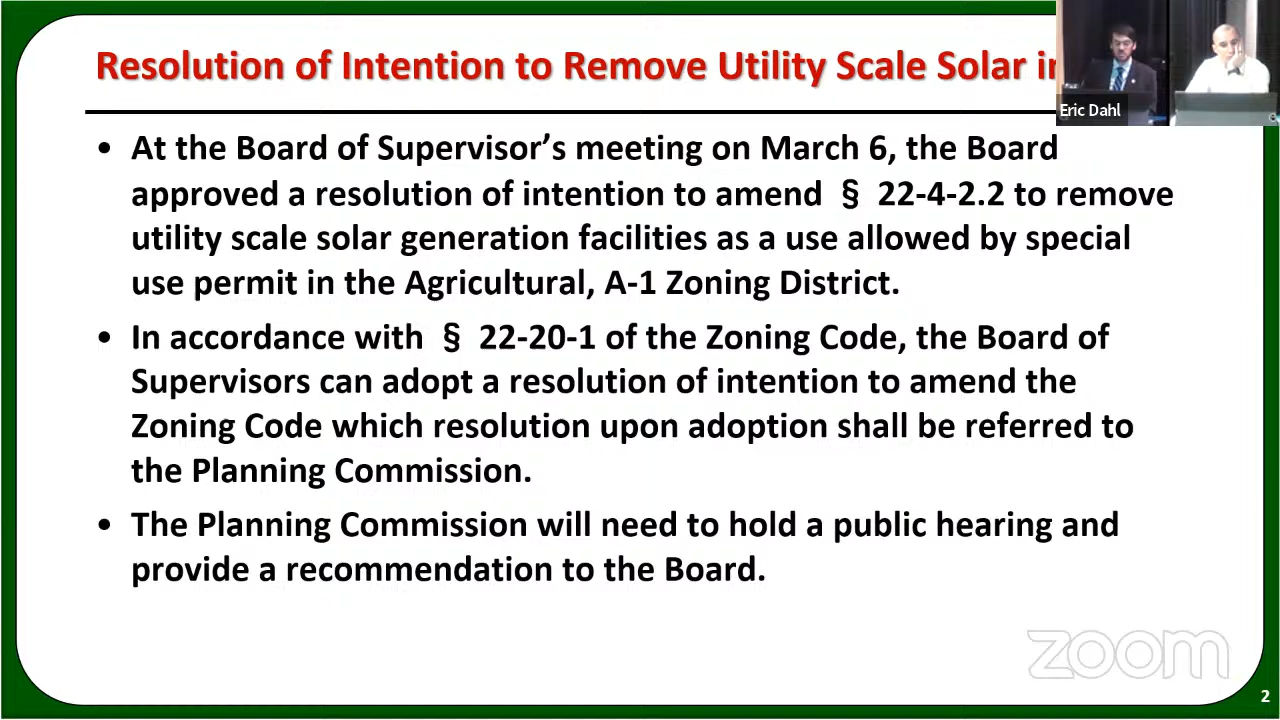 Resolution of Intention to Remove Utility Scale Solar in
Eric Dahl
• At the Board of Supervisor’s meeting on March 6, the Board
approved a resolution of intention to amend § 22-4-2.2 to remove
utility scale solar generation facilities as a use allowed by special
use permit in the Agricultural, A-1 Zoning District.
• In accordance with § 22-20-1 of the Zoning Code, the Board of
Supervisors can adopt a resolution of intention to amend the
Zoning Code which resolution upon adoption shall be referred to
the Planning Commission.
• The Planning Commission will need to hold a public hearing and
provide a recommendation to the Board.
zoom
2